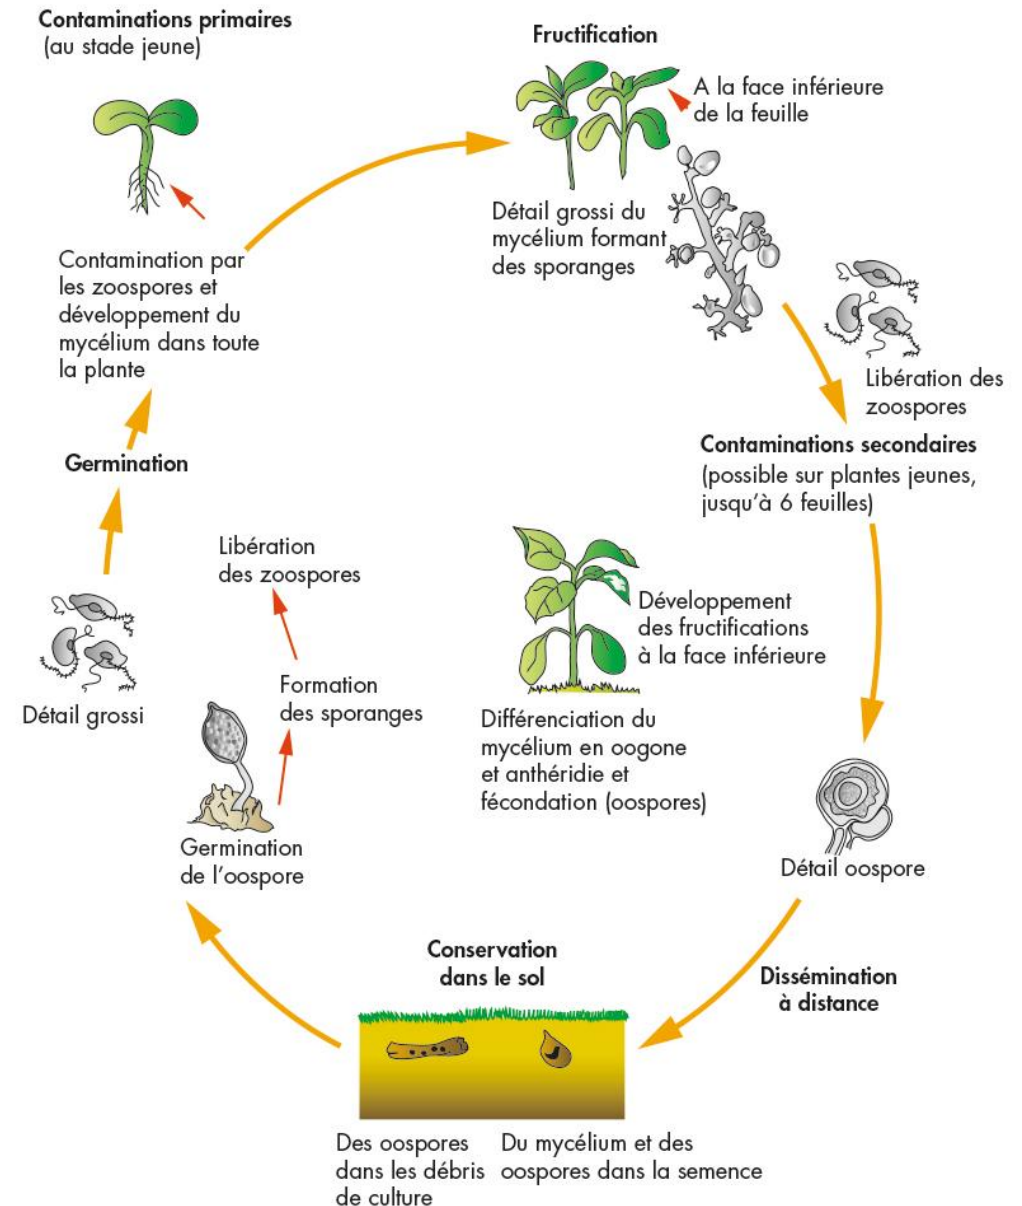 Contaminations primaires
(au stade jeune)
Fructification
A la face inférieure
de la feuille
Détail grossi du
mycélium formant
des sporanges
Contamination par
les zoospores et
développement du
mycélium dans toute
la plante
Libération des
zoospores
Contaminations secondaires
(possible sur plantes jeunes,
jusqu'à 6 feuilles)
Germination
Libération
des zoospores
Développement
des fructifications
à la face inférieure
Formation
des sporanges
Détail grossi
Différenciation du
mycélium en oogone
et anthéridie et
fécondation (oospores)
Germination
de l'oospore
Détail oospore
Conservation
dans le sol
Dissémination
à distance
Des oospores
dans les débris
de culture
Du mycélium et des
oospores dans la semence